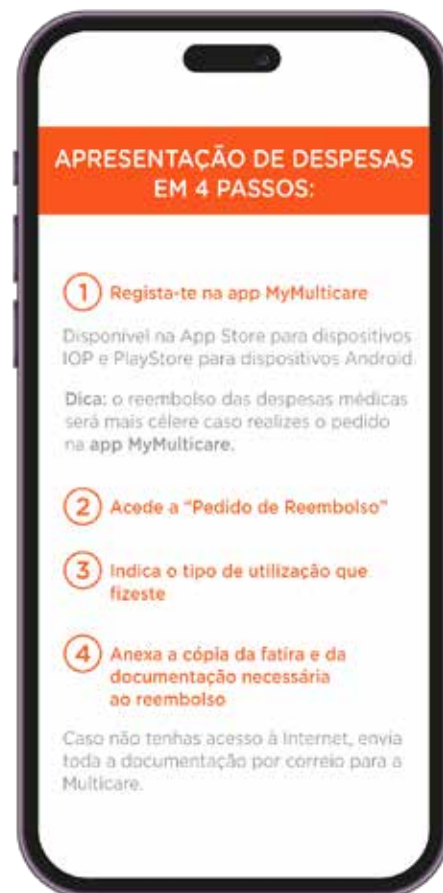 APRESENTAÇÃO DE DESPESAS
EM 4 PASSOS:
1 Regista-te na app MyMulticare
Disponível na App Store para dispositivos
IOP e PlayStore para dispositivos Android.
Dica: o reembolso das despesas médicas
será mais célere caso realizes o pedido
na app MyMulticare.
2 Acede a “Pedido de Reembolso”
3 Indica o tipo de utilização que
fizeste
4 Anexa a cópia da fatira e da
documentação necessária
ao reembolso
Caso não tenhas acesso à Internet, envia
toda a documentação por correio para a
Multicare.